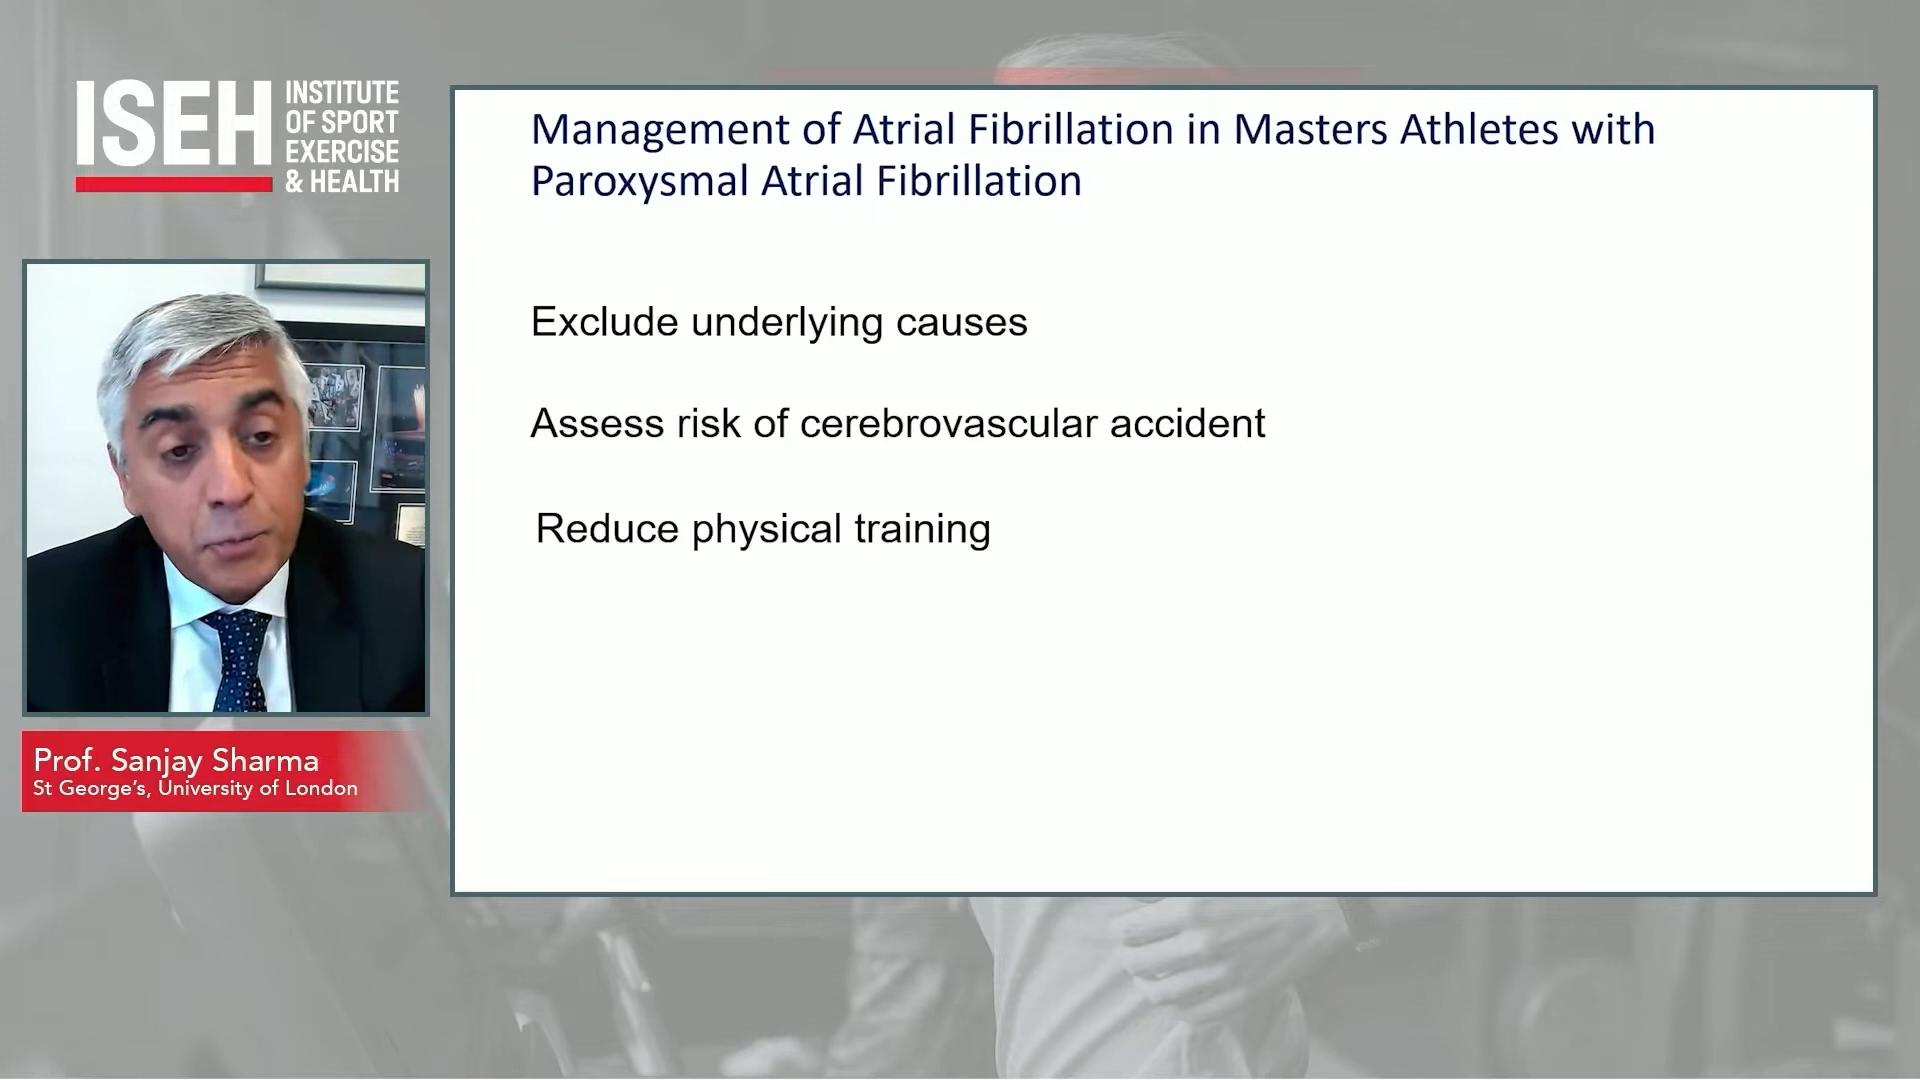 ISEH
INSTITUTE
OF SPORT
EXERCISE
& HEALTH
Management of Atrial Fibrillation in Masters Athletes with
Paroxysmal Atrial Fibrillation
Exclude underlying causes
Assess risk of cerebrovascular accident
Reduce physical training
Prof. Sanjay Sharma
St George's, University of London